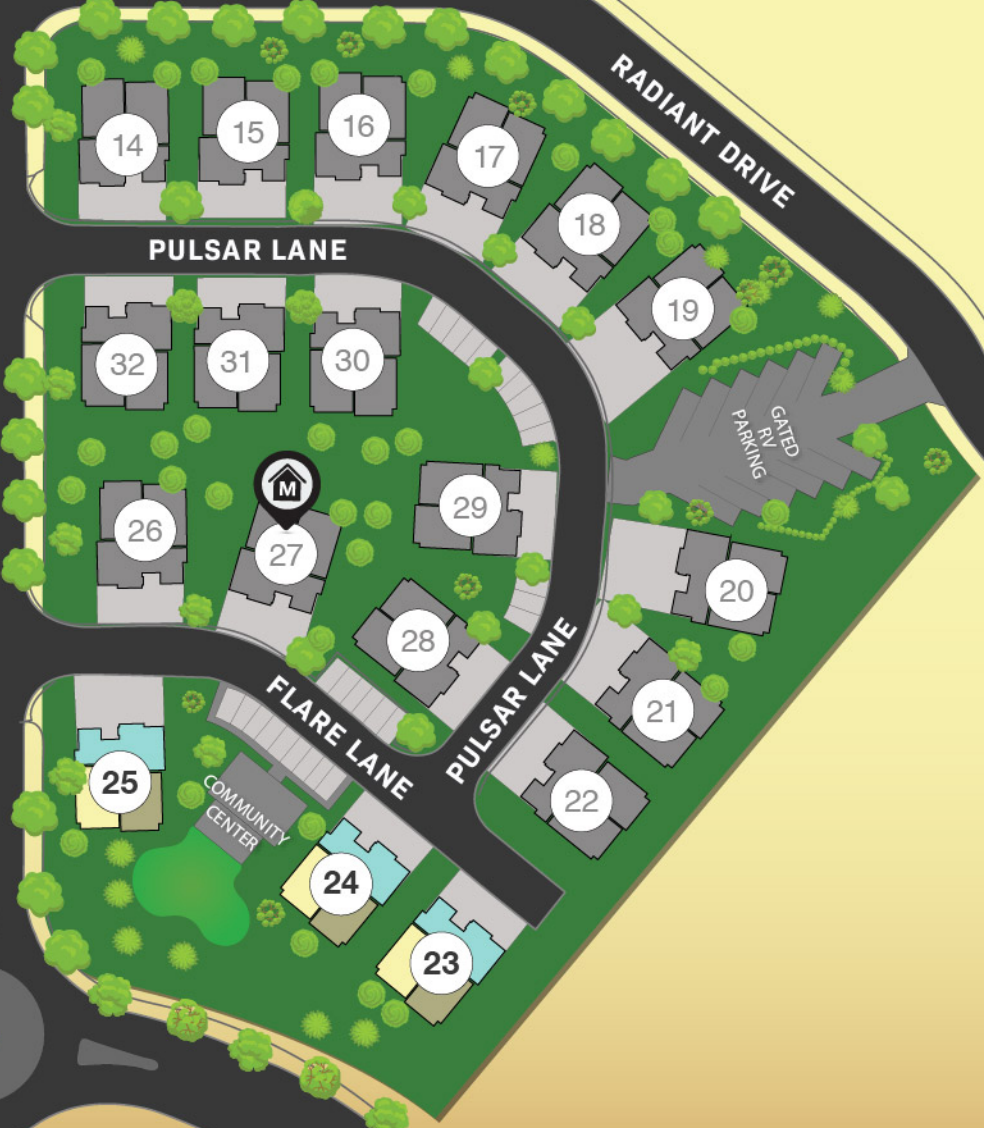 RADIANT DRIVE
14
15
16
17
18
19
PULSAR LANE
32
31
30
GATED
RV
PARKING
M
29
26
27
20
28
21
PULSAR LANE
FLARE LANE
25
22
COMMUNITY
CENTER
24
23